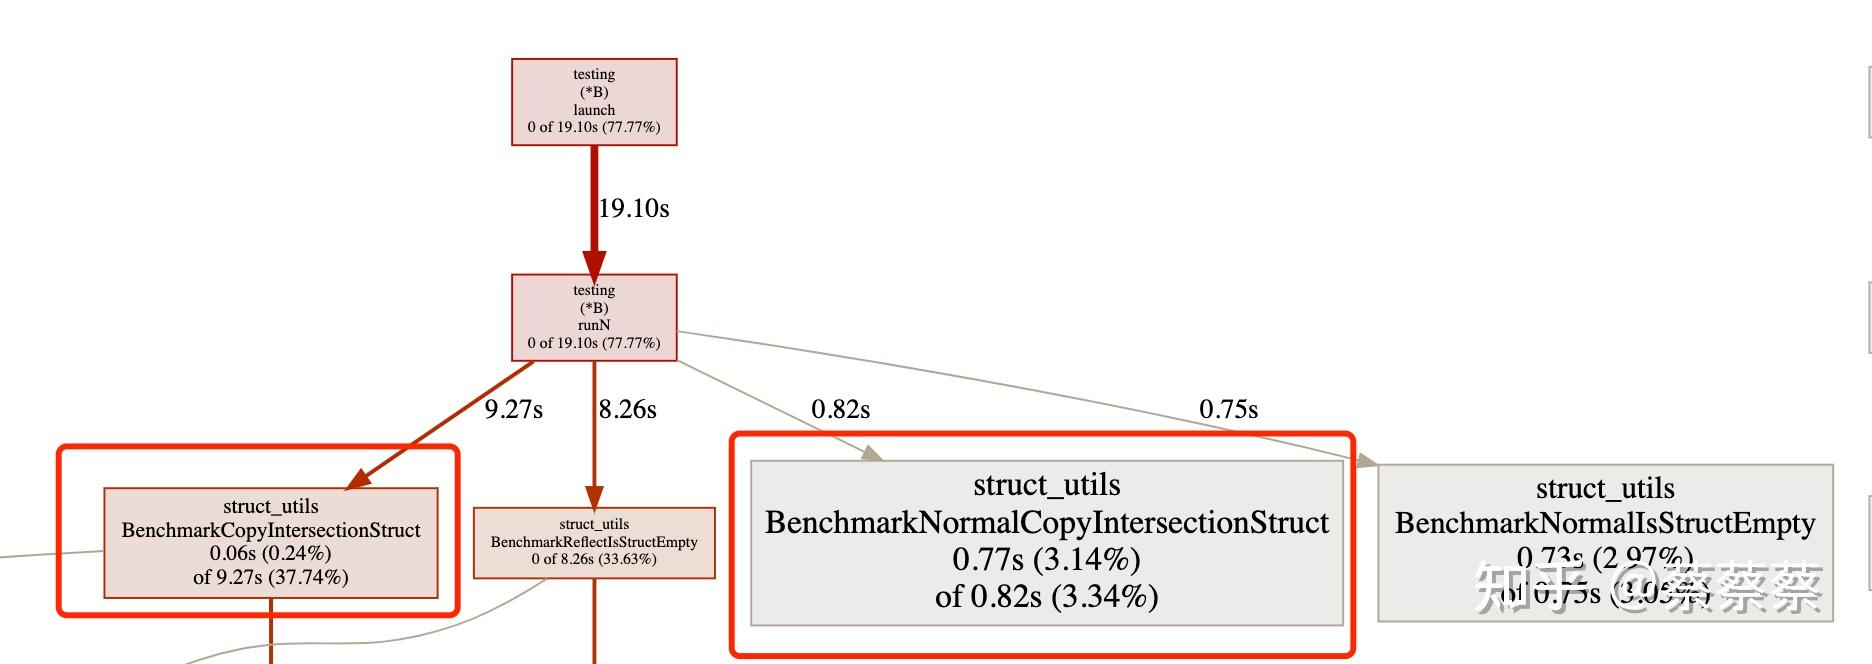 testing
(*B)
launch
0 of 19.10s (77.77%)
19.10s
testing
(*B)
runN
0 of 19.10s (77.77%)
9.27s
8.26s
0.82s
0.75s
struct_utils
BenchmarkCopyIntersectionStruct
0.06s (0.24%)
of 9.27s (37.74%)
struct_utils
BenchmarkReflectIsStructEmpty
0 of 8.26s (33.63%)
struct_utils
BenchmarkNormalCopyIntersectionStruct
0.77s (3.14%)
of 0.82s (3.34%)
struct_utils
BenchmarkNormalIsStructEmpty
0.73s (2.97%)
of 0.75s (3.05%)
知乎 @蔡蔡蔡